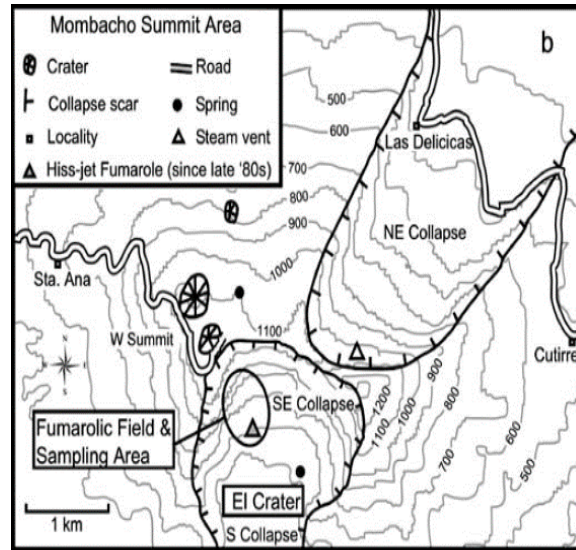 Mombacho Summit Area
b
Crater
Road
Collapse scar
Spring
Locality
Steam vent
Hiss-jet Fumarole (since late ‘80s)
500
600
700
800
900
1000
Las Delicicas
NE Collapse
Sta. Ana
W Summit
1100
Cutirre
900
1200
1000
1100
800
700
600
500
SE Collapse
Fumarolic Field &
Sampling Area
El Crater
S Collapse
1 km